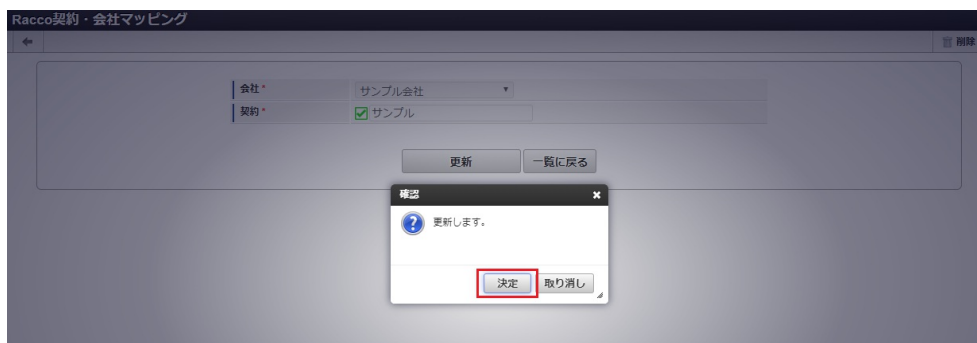 Racco契約・会社マッピング
削除
会社*
サンプル会社
契約*
サンプル
更新 一覧に戻る
確認
更新します。
決定 取り消し